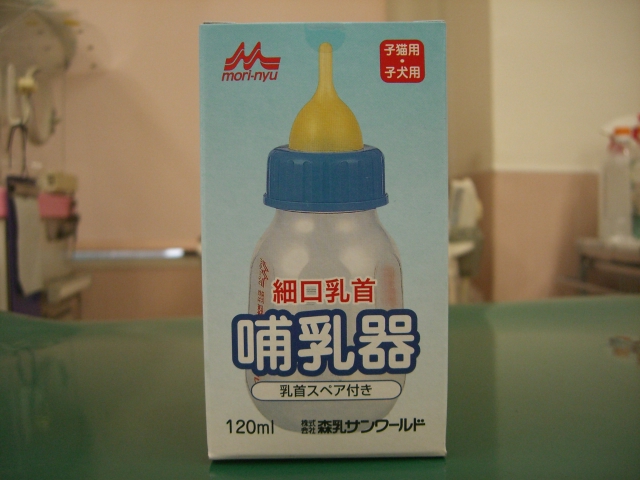 mori-nyu
子猫用
・
子犬用
細口乳首
哺乳器
乳首スペア付き
120ml
株式会社 森乳サンワールド